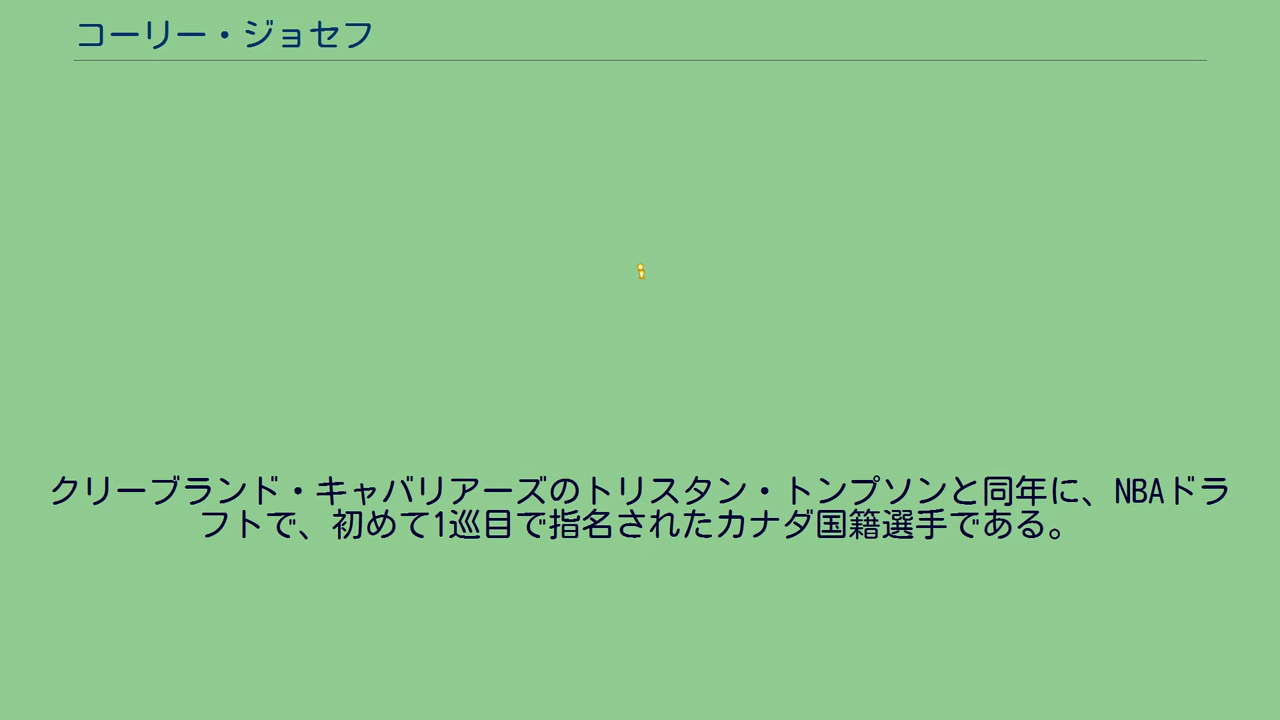 コーリー・ジョセフ
クリーブランド・キャバリアーズのトリスタン・トンプソンと同年に、NBAドラ
フトで、初めて1巡目で指名されたカナダ国籍選手である。